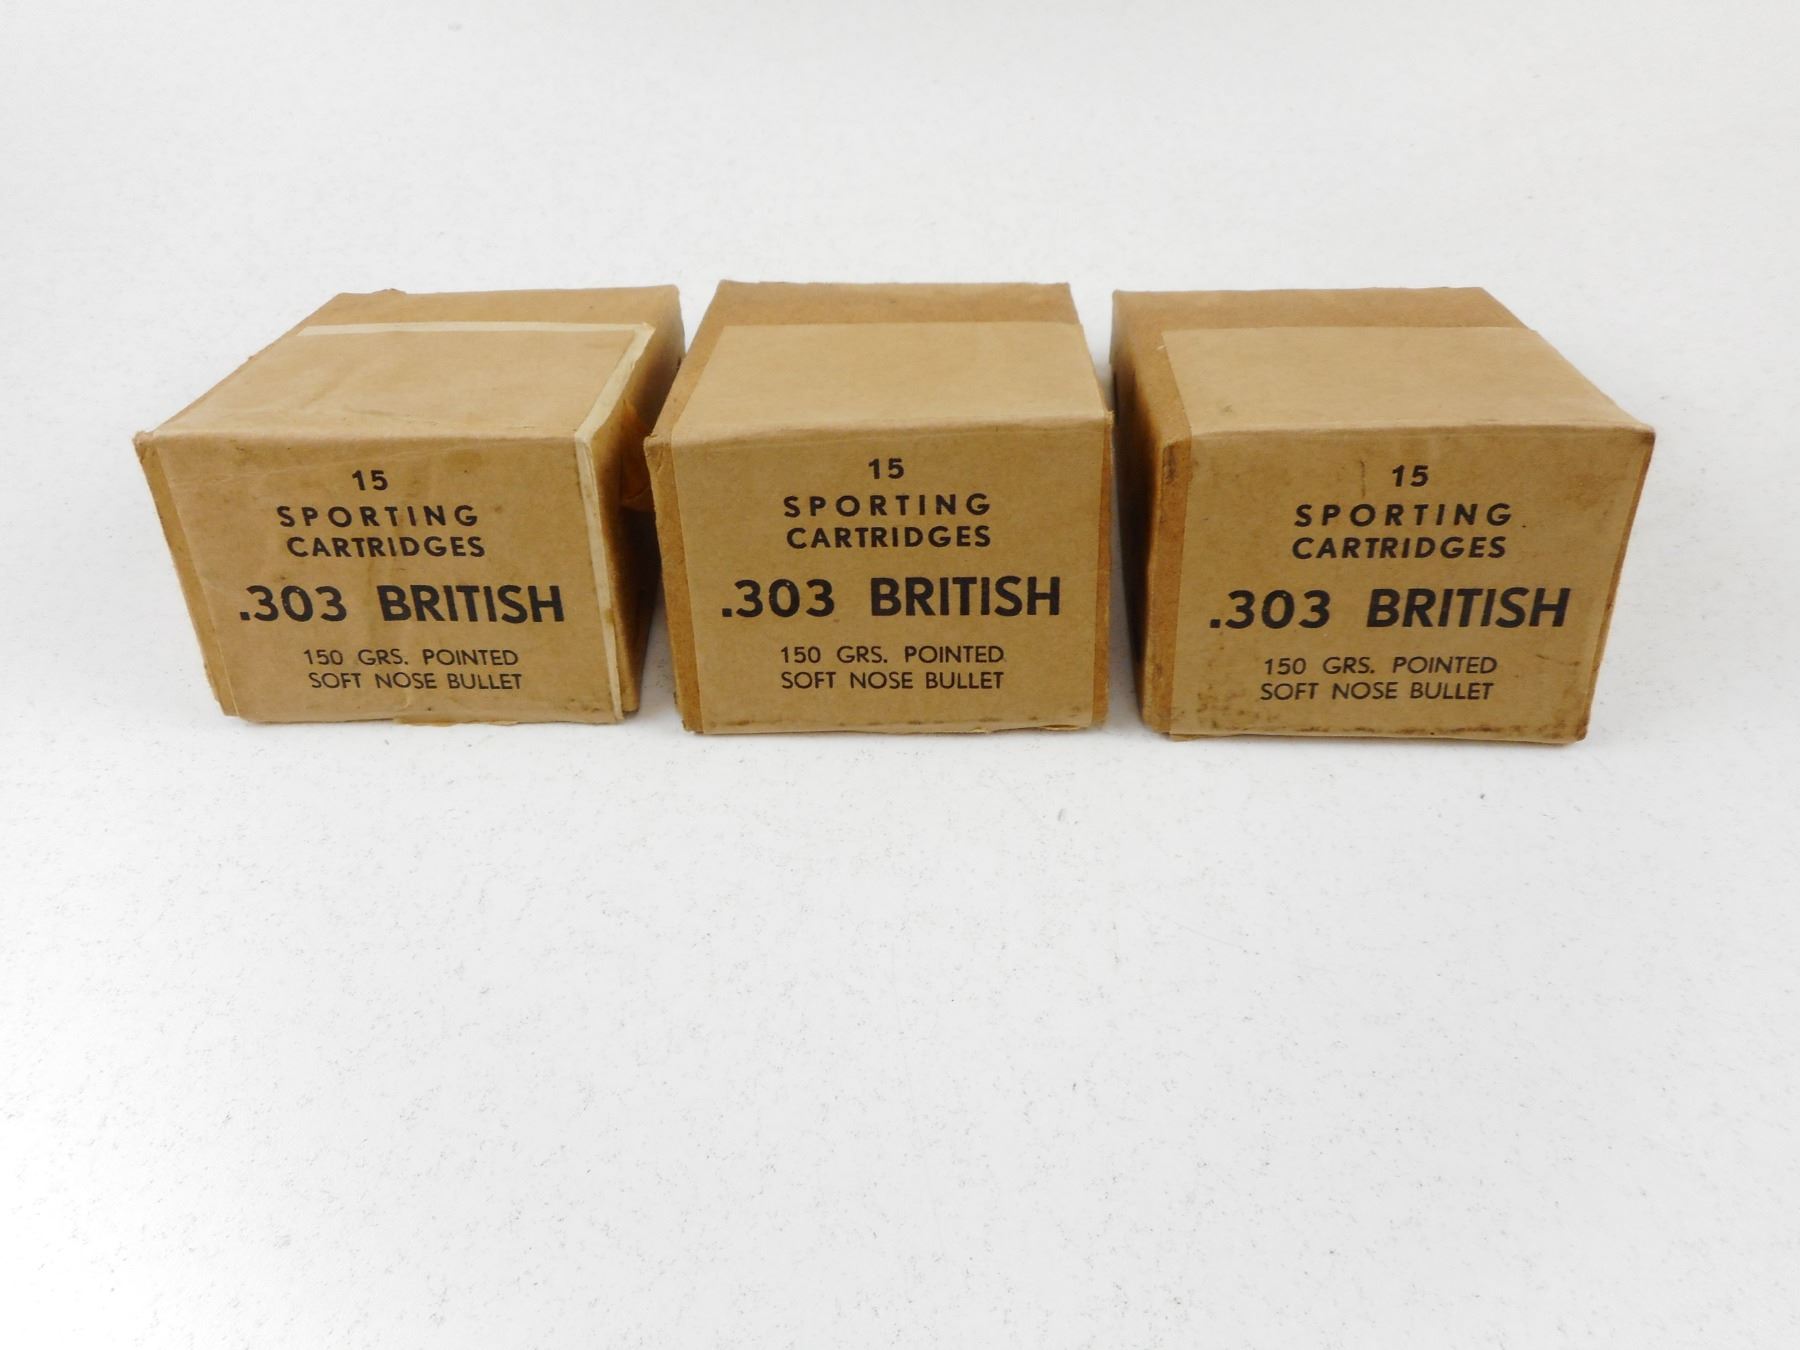 15
SPORTING
CARTRIDGES
.303 BRITISH
150 GRS. POINTED
SOFT NOSE BULLET
15
SPORTING
CARTRIDGES
.303 BRITISH
150 GRS. POINTED
SOFT NOSE BULLET
15
SPORTING
CARTRIDGES
.303 BRITISH
150 GRS. POINTED
SOFT NOSE BULLET